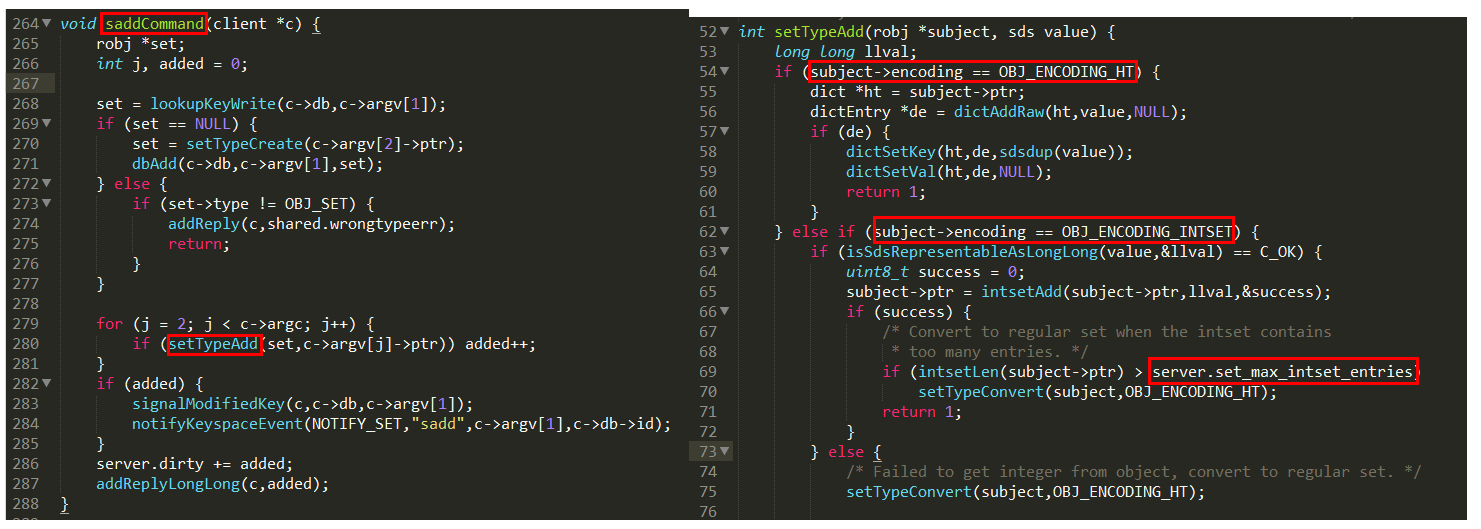 264 void saddCommand(client *c) {
265 robj *set;
266 int j, added = 0;
267
268 set = lookupKeyWrite(c->db,c->argv[1]);
269 if (set == NULL) {
270 set = setTypeCreate(c->argv[2]->ptr);
271 dbAdd(c->db,c->argv[1],set);
272 } else {
273 if (set->type != OBJ_SET) {
274 addReply(c,shared.wrongtypeerr);
275 return;
276 }
277 }
278
279 for (j = 2; j < c->argc; j++) {
280 if (setTypeAdd(set,c->argv[j]->ptr)) added++;
281 }
282 if (added) {
283 signalModifiedKey(c,c->db,c->argv[1]);
284 notifyKeyspaceEvent(NOTIFY_SET,"sadd",c->argv[1],c->db->id);
285 }
286 server.dirty += added;
287 addReplyLongLong(c,added);
288 }
52 int setTypeAdd(robj *subject, sds value) {
53 long long llval;
54 if (subject->encoding == OBJ_ENCODING_HT) {
55 dict *ht = subject->ptr;
56 dictEntry *de = dictAddRaw(ht,value,NULL);
57 if (de) {
58 dictSetKey(ht,de,sdsdup(value));
59 dictSetVal(ht,de,NULL);
60 return 1;
61 }
62 } else if (subject->encoding == OBJ_ENCODING_INTSET) {
63 if (isSdsRepresentableAsLongLong(value,&llval) == C_OK) {
64 uint8_t success = 0;
65 subject->ptr = intsetAdd(subject->ptr,llval,&success);
66 if (success) {
67 /* Convert to regular set when the intset contains
68 * too many entries. */
69 if (intsetLen(subject->ptr) > server.set_max_intset_entries)
70 setTypeConvert(subject,OBJ_ENCODING_HT);
71 return 1;
72 }
73 } else {
74 /* Failed to get integer from object, convert to regular set. */
75 setTypeConvert(subject,OBJ_ENCODING_HT);
76